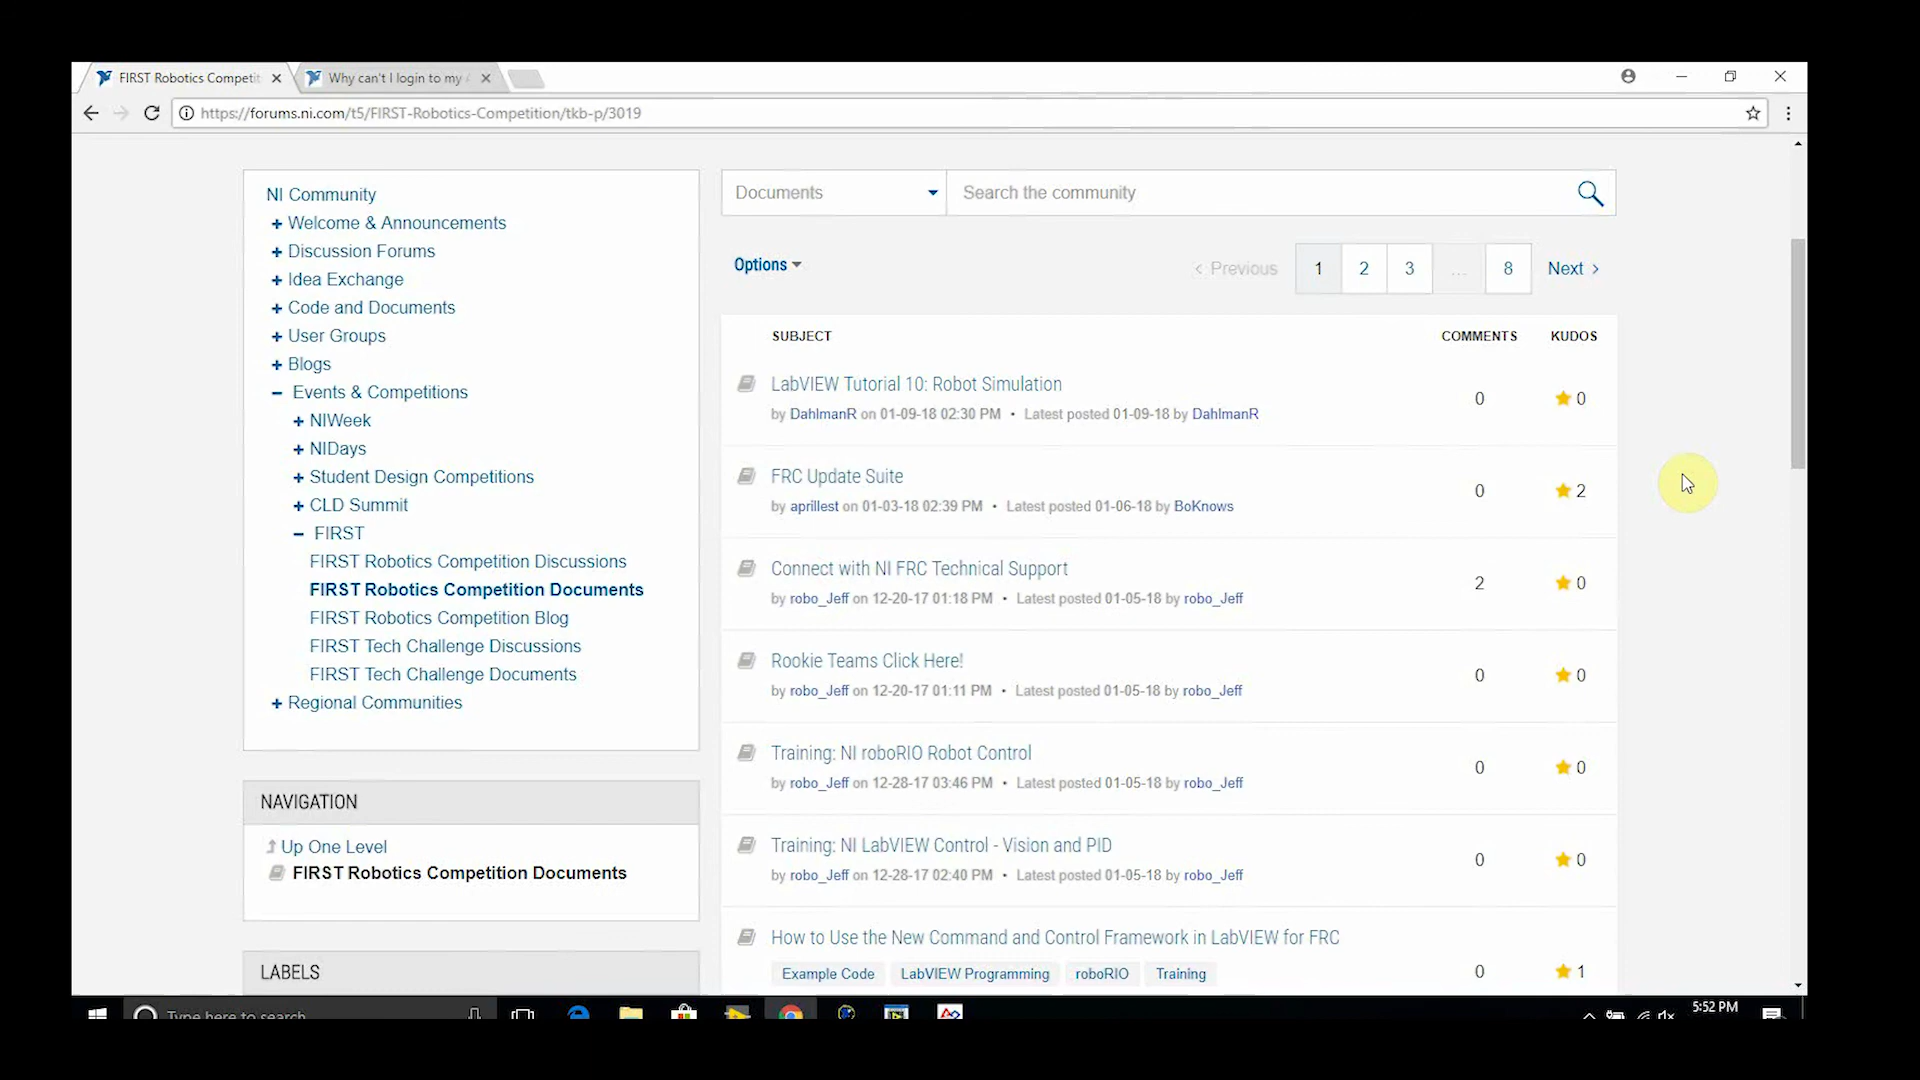 FIRST Robotics Competit
Why can't I login to my
https://forums.ni.com/t5/FIRST-Robotics-Competition/tkb-p/3019
NI Community
+ Welcome & Announcements
+ Discussion Forums
+ Idea Exchange
+ Code and Documents
+ User Groups
+ Blogs
– Events & Competitions
+ NIWeek
+ NIDays
+ Student Design Competitions
+ CLD Summit
– FIRST
FIRST Robotics Competition Discussions
FIRST Robotics Competition Documents
FIRST Robotics Competition Blog
FIRST Tech Challenge Discussions
FIRST Tech Challenge Documents
+ Regional Communities
NAVIGATION
Up One Level
FIRST Robotics Competition Documents
LABELS
Documents
Search the community
Options
‹ Previous 1 2 3 ... 8 Next ›
SUBJECT COMMENTS KUDOS
LabVIEW Tutorial 10: Robot Simulation
by DahlmanR on 01-09-18 02:30 PM • Latest posted 01-09-18 by DahlmanR
0 0
FRC Update Suite
by aprillest on 01-03-18 02:39 PM • Latest posted 01-06-18 by BoKnows
0 2
Connect with NI FRC Technical Support
by robo_Jeff on 12-20-17 01:18 PM • Latest posted 01-05-18 by robo_Jeff
2 0
Rookie Teams Click Here!
by robo_Jeff on 12-20-17 01:11 PM • Latest posted 01-05-18 by robo_Jeff
0 0
Training: NI roboRIO Robot Control
by robo_Jeff on 12-28-17 03:46 PM • Latest posted 01-05-18 by robo_Jeff
0 0
Training: NI LabVIEW Control - Vision and PID
by robo_Jeff on 12-28-17 02:40 PM • Latest posted 01-05-18 by robo_Jeff
0 0
How to Use the New Command and Control Framework in LabVIEW for FRC
Example Code LabVIEW Programming roboRIO Training
0 1
Type here to search
5:52 PM